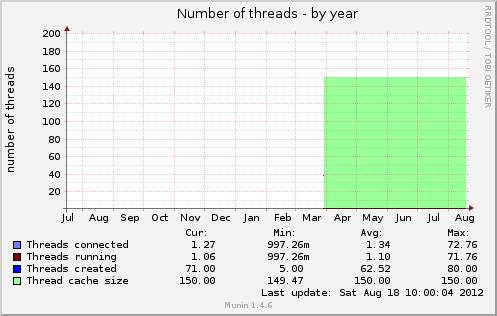 Number of threads - by year
RRDTOOL / TOBI OETIKER
number of threads
200
180
160
140
120
100
80
60
40
20
Jul Aug Sep Oct Nov Dec Jan Feb Mar Apr May Jun Jul Aug
Cur: Min: Avg: Max:
Threads connected 1.27 997.26m 1.34 72.76
Threads running 1.06 997.26m 1.10 71.76
Threads created 71.00 5.00 62.52 80.00
Thread cache size 150.00 149.47 150.00 150.00
Last update: Sat Aug 18 10:00:04 2012
Munin 1.4.6